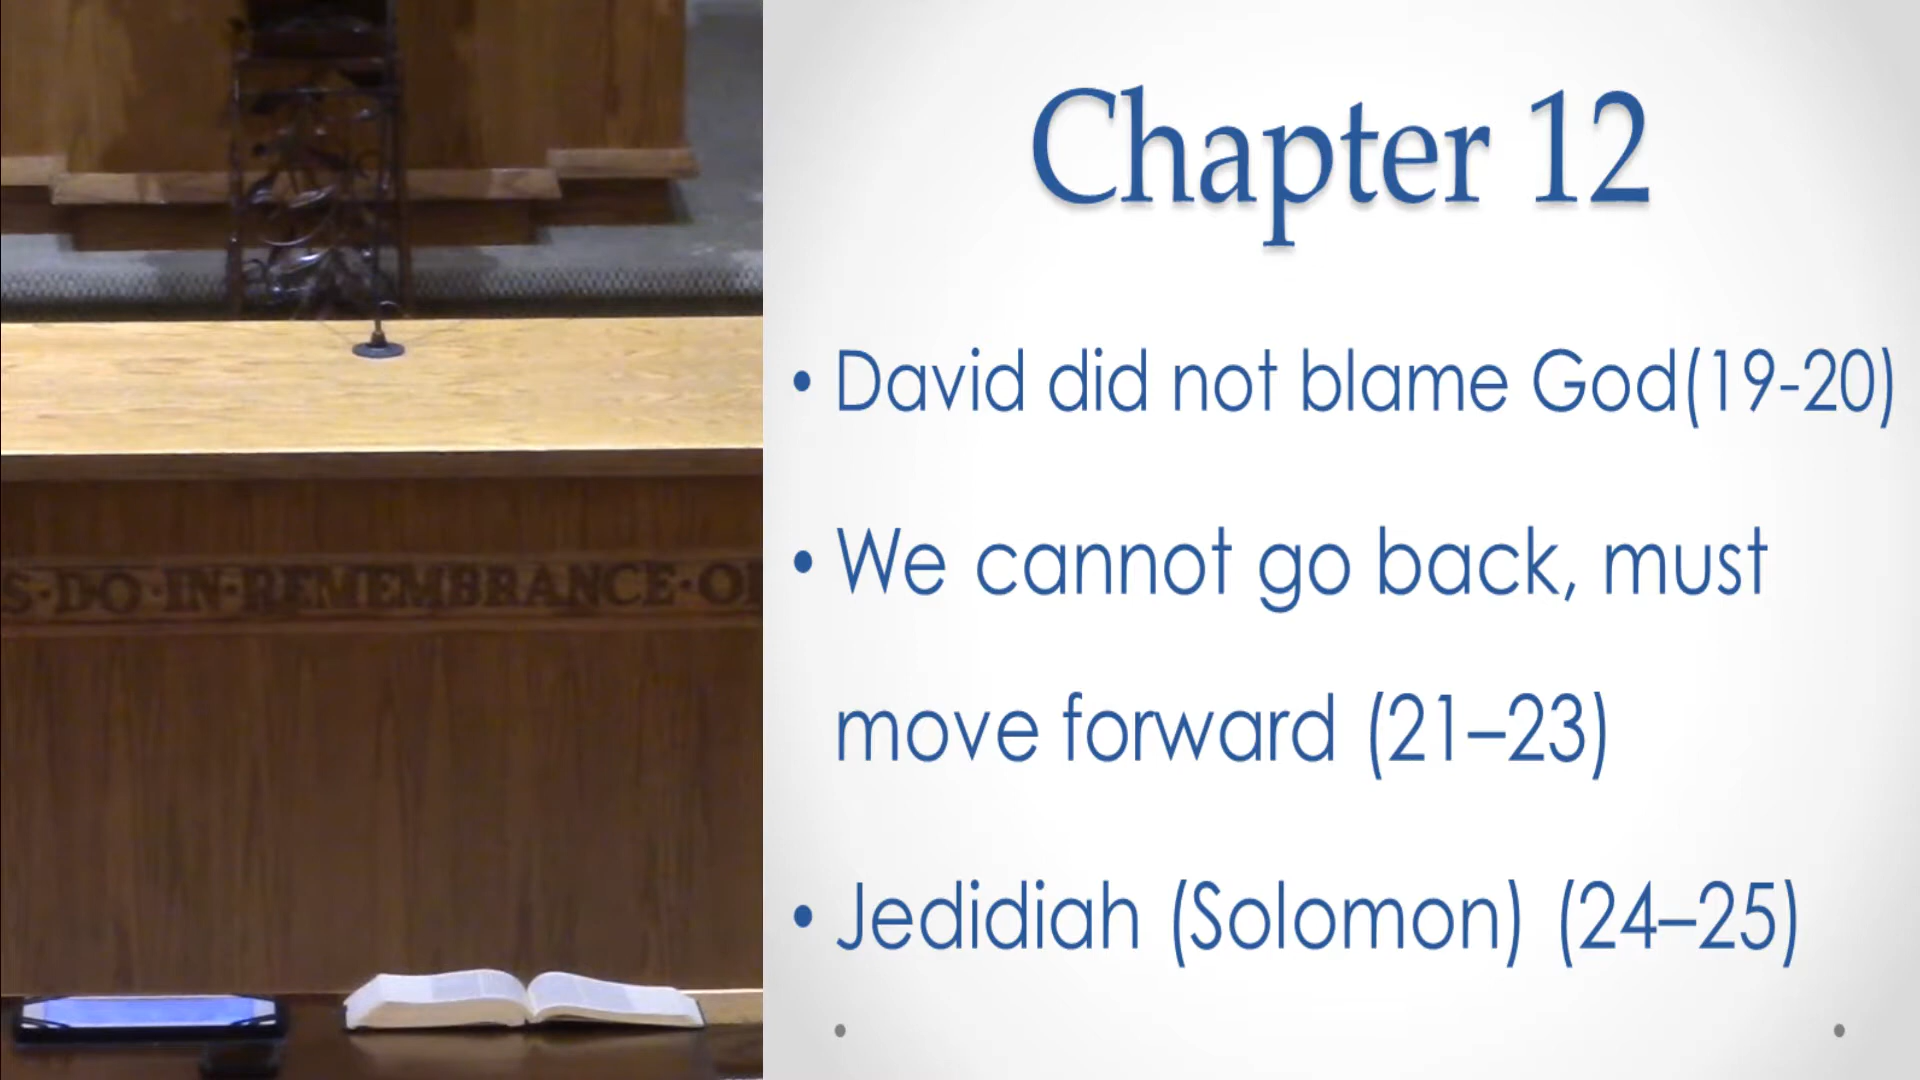 Chapter 12
• David did not blame God(19-20)
• We cannot go back, must
move forward (21–23)
• Jedidiah (Solomon) (24–25)
S·DO·IN·REMEMBRANCE·O